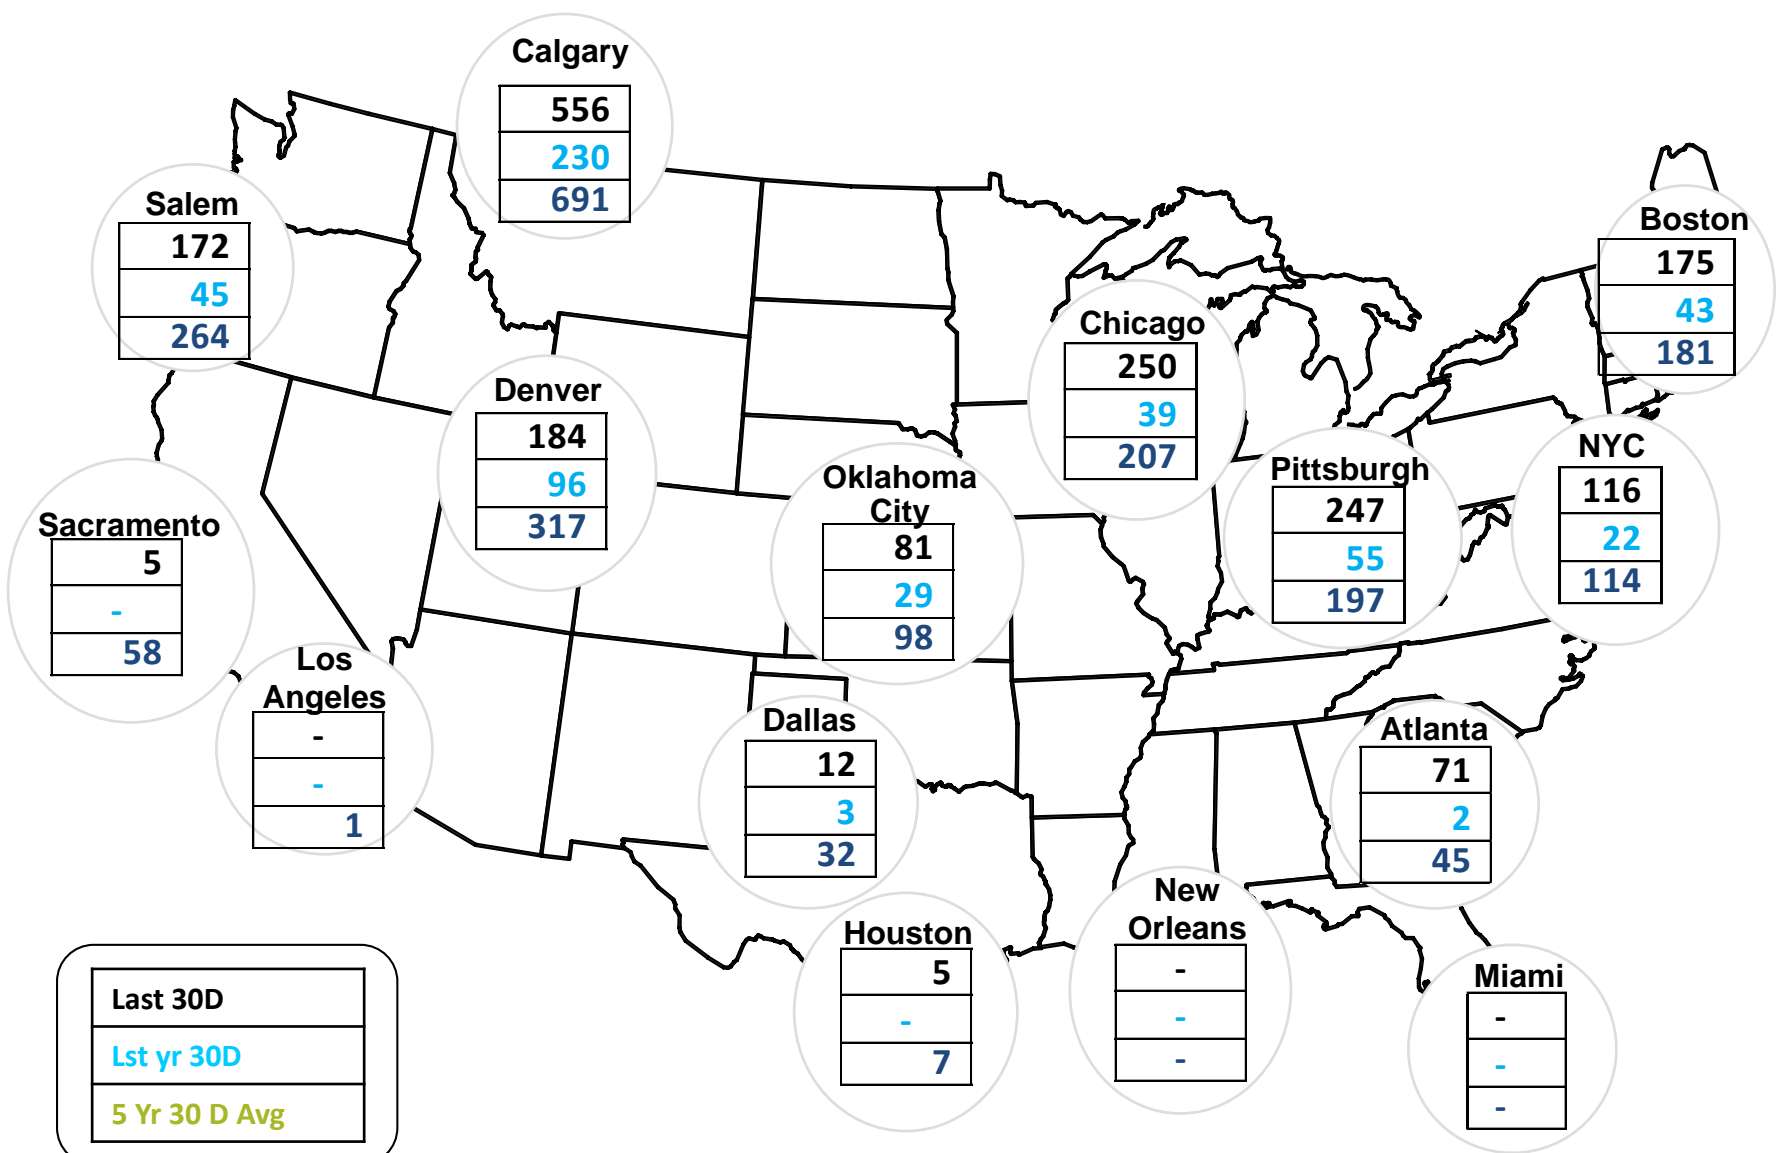 Calgary
556
230
691
Salem
172
45
264
Boston
175
43
181
Chicago
250
39
207
Denver
184
96
317
Oklahoma
City
81
29
98
Pittsburgh
247
55
197
NYC
116
22
114
Sacramento
5
-
58
Los
Angeles
-
-
1
Dallas
12
3
32
Atlanta
71
2
45
Houston
5
-
7
New
Orleans
-
-
-
Miami
-
-
-
Last 30D
Lst yr 30D
5 Yr 30 D Avg